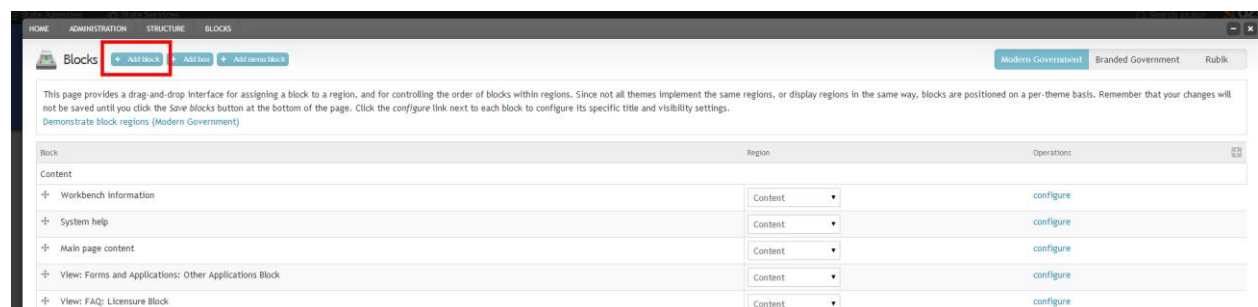 HOME ADMINISTRATION STRUCTURE BLOCKS
Blocks + Add block + Add box + Add menu block Modern Government Branded Government Rubik
This page provides a drag-and-drop interface for assigning a block to a region, and for controlling the order of blocks within regions. Since not all themes implement the same regions, or display regions in the same way, blocks are positioned on a per-theme basis. Remember that your changes will
not be saved until you click the Save blocks button at the bottom of the page. Click the configure link next to each block to configure its specific title and visibility settings.
Demonstrate block regions (Modern Government)
Block Region Operations
Content
Workbench information Content configure
System help Content configure
Main page content Content configure
View: Forms and Applications: Other Applications Block Content configure
View: FAQ: Licensure Block Content configure